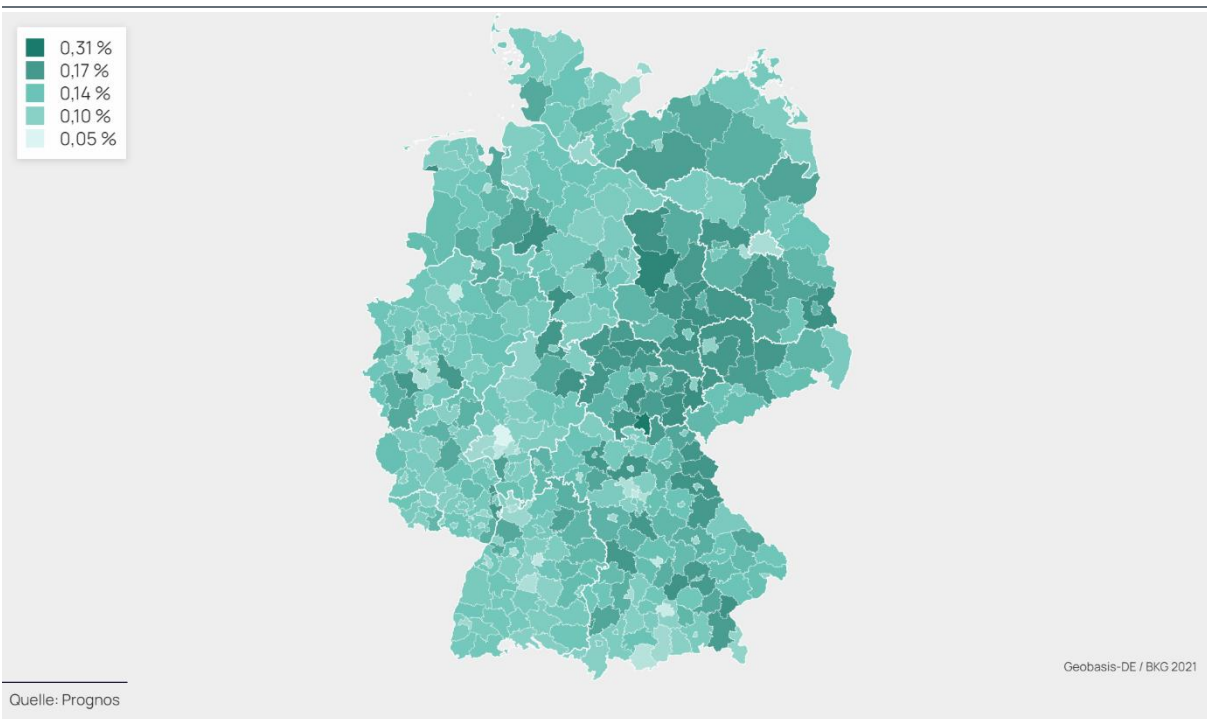 0,31 %
0,17 %
0,14 %
0,10 %
0,05 %
Geobasis-DE / BKG 2021
Quelle: Prognos